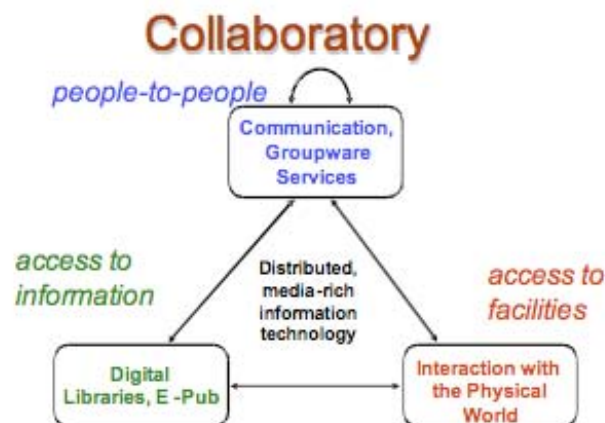 Collaboratory
people-to-people
Communication,
Groupware
Services
access to
information
Distributed,
media-rich
information
technology
access to
facilities
Digital
Libraries, E -Pub
Interaction with
the Physical
World